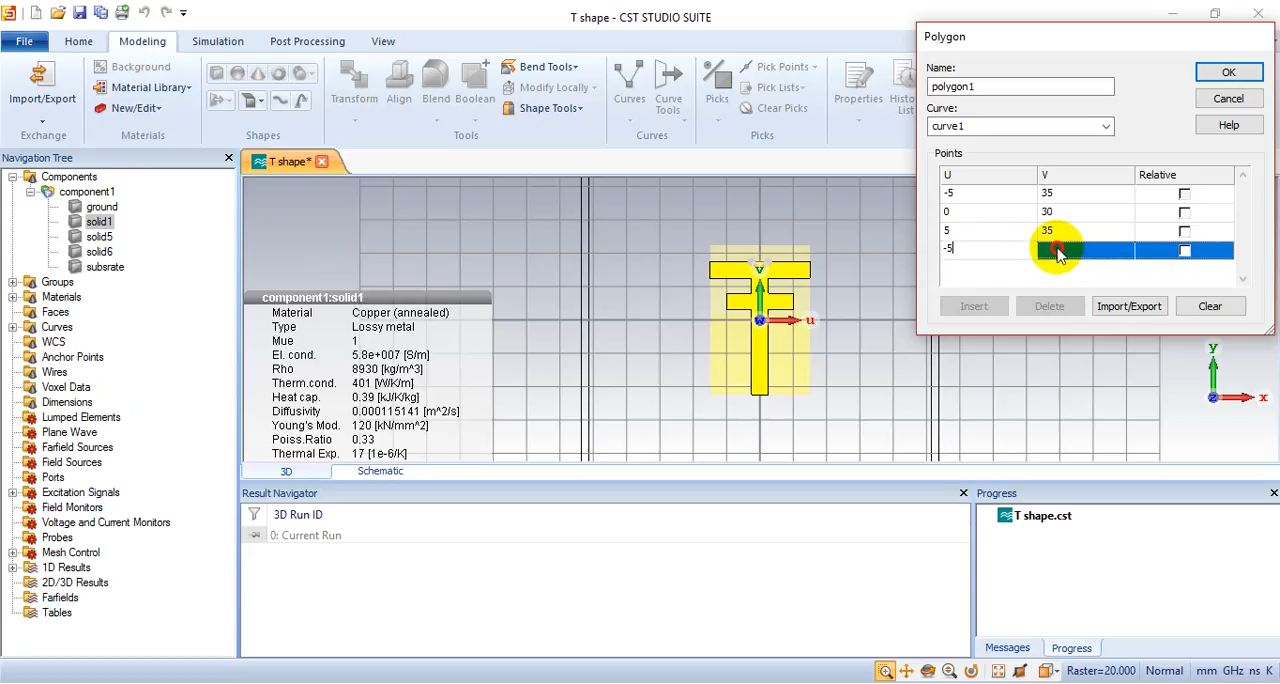 T shape - CST STUDIO SUITE
File Home Modeling Simulation Post Processing View
Import/Export
Exchange
Background
Material Library
New/Edit
Materials
Shapes
Transform Align Blend Boolean
Bend Tools
Modify Locally
Shape Tools
Tools
Curves Curve Tools
Curves
Picks
Pick Points
Pick Lists
Clear Picks
Picks
Properties
Navigation Tree
Components
component1
ground
solid1
solid5
solid6
subsrate
Groups
Materials
Faces
Curves
WCS
Anchor Points
Wires
Voxel Data
Dimensions
Lumped Elements
Plane Wave
Farfield Sources
Field Sources
Ports
Excitation Signals
Field Monitors
Voltage and Current Monitors
Probes
Mesh Control
1D Results
2D/3D Results
Farfields
Tables
T shape*
component1:solid1
Material Copper (annealed)
Type Lossy metal
Mue 1
El. cond. 5.8e+007 [S/m]
Rho 8930 [kg/m^3]
Therm.cond. 401 [W/K/m]
Heat cap. 0.39 [kJ/K/kg]
Diffusivity 0.000115141 [m^2/s]
Young's Mod. 120 [kN/mm^2]
Poiss.Ratio 0.33
Thermal Exp. 17 [1e-6/K]
v
u
w
y
x
z
3D Schematic
Polygon
Name:
polygon1
Curve:
curve1
OK
Cancel
Help
Points
U V Relative
-5 35
0 30
5 35
-5
Insert Delete Import/Export Clear
Result Navigator
3D Run ID
0: Current Run
Progress
T shape.cst
Messages Progress
Raster=20.000 Normal mm GHz ns K